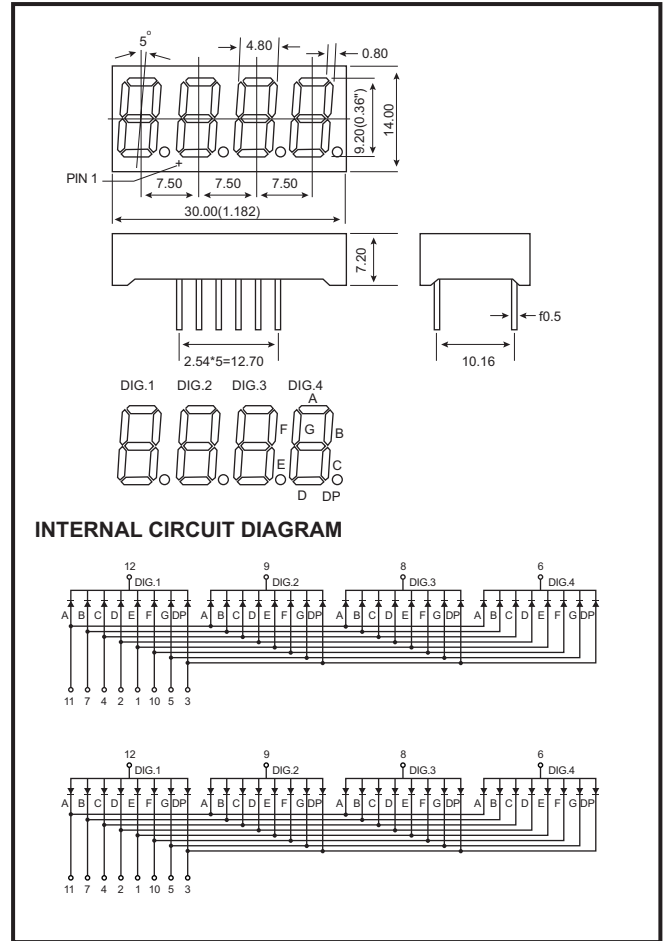 5°
4.80
0.80
9.20(0.36")
14.00
PIN 1
7.50 7.50 7.50
30.00(1.182)
7.20
f0.5
2.54*5=12.70
10.16
DIG.1 DIG.2 DIG.3 DIG.4
A
F G B
E C
D DP
INTERNAL CIRCUIT DIAGRAM
12 9 8 6
DIG.1 DIG.2 DIG.3 DIG.4
A B C D E F G DP A B C D E F G DP A B C D E F G DP A B C D E F G DP
11 7 4 2 1 10 5 3
12 9 8 6
DIG.1 DIG.2 DIG.3 DIG.4
A B C D E F G DP A B C D E F G DP A B C D E F G DP A B C D E F G DP
11 7 4 2 1 10 5 3